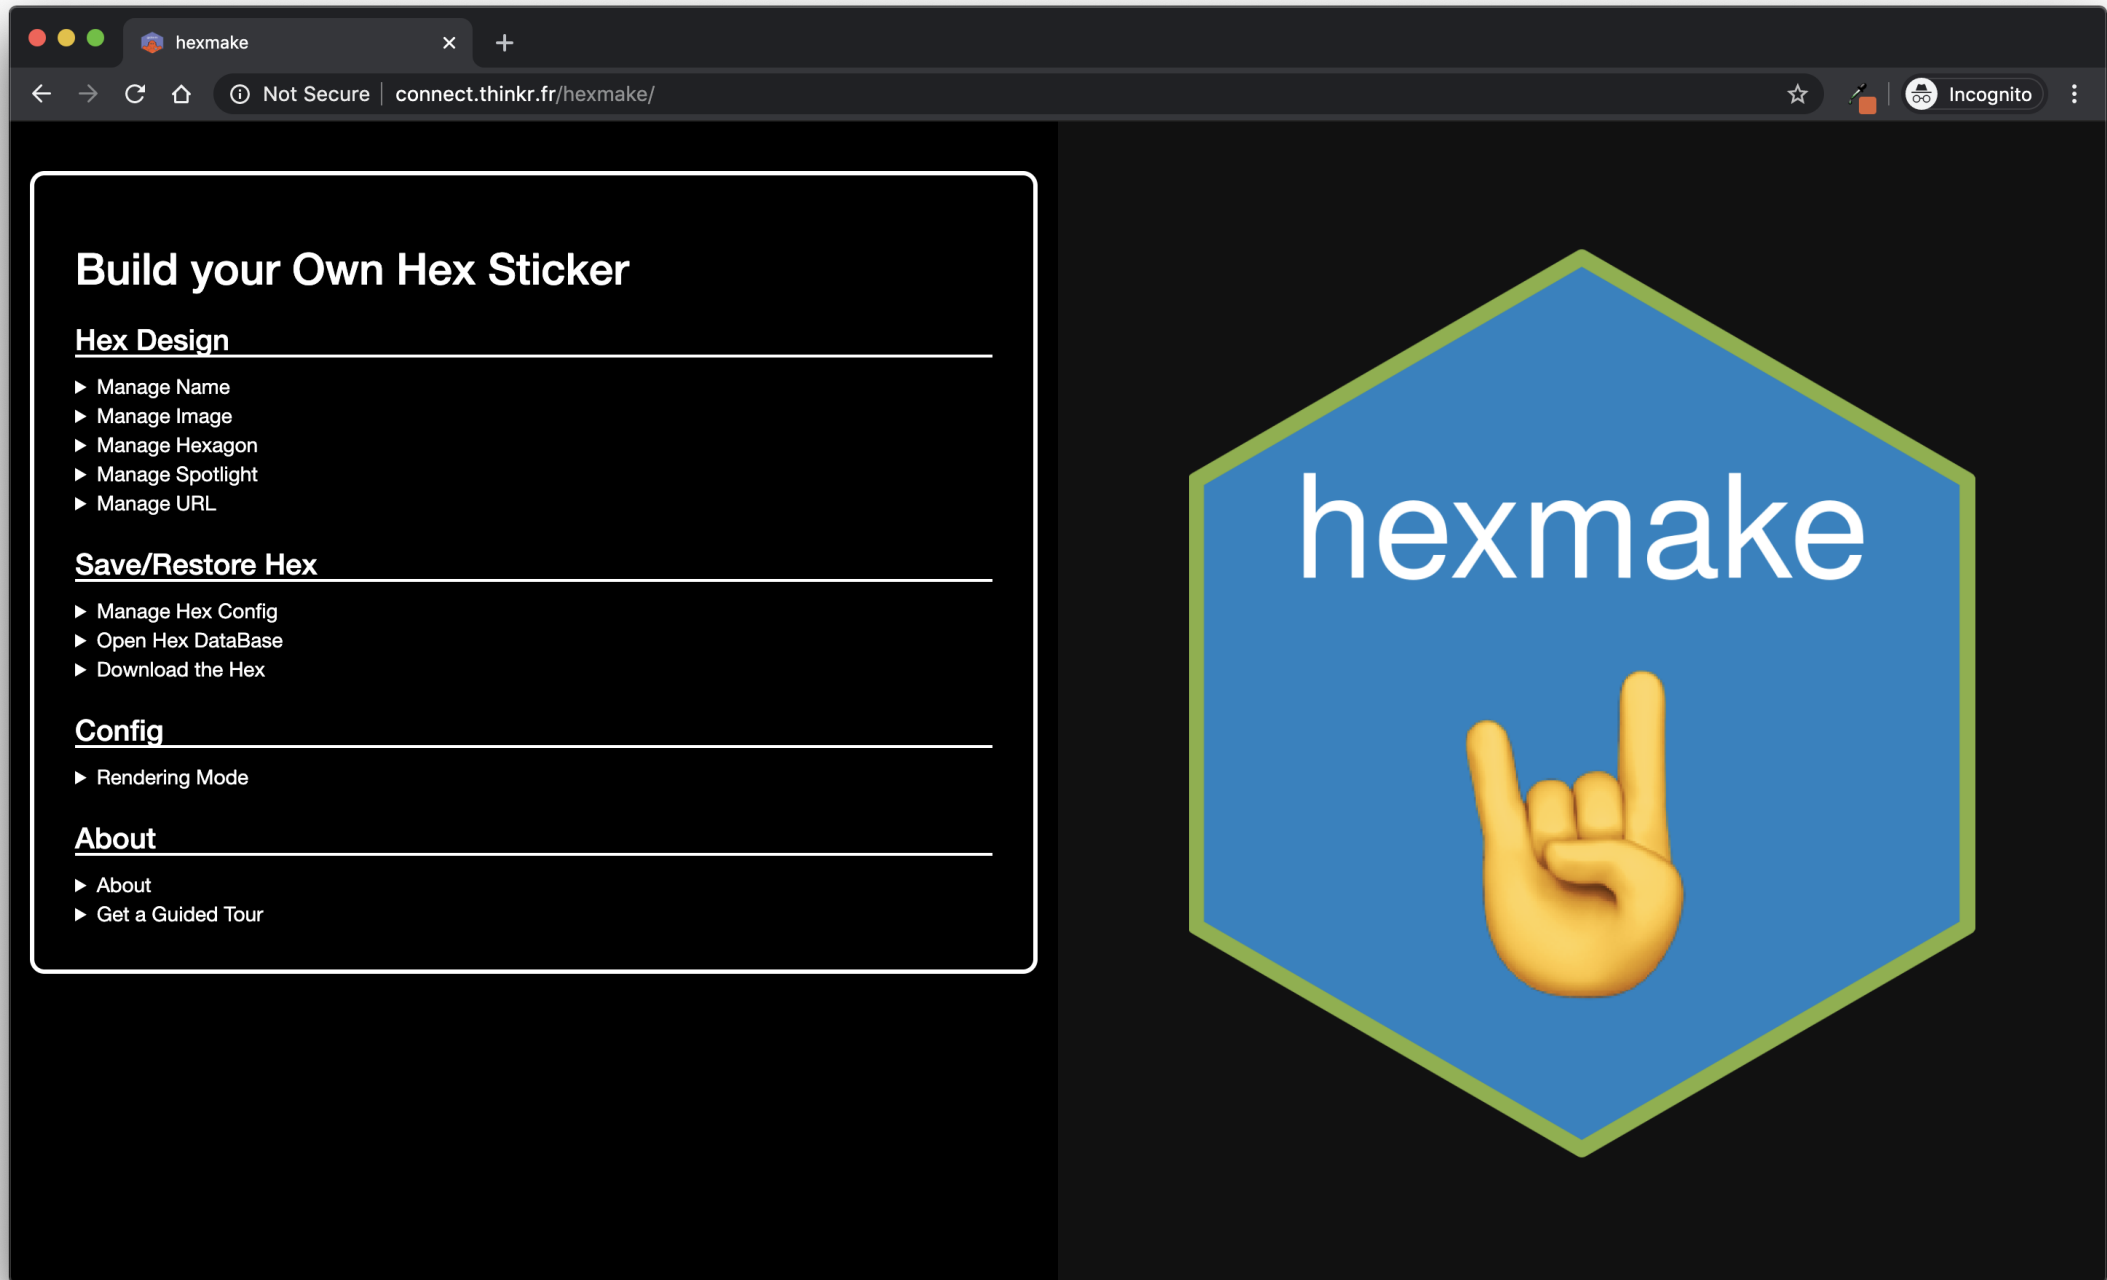 hexmake
Not Secure connect.thinkr.fr/hexmake/
Incognito
Build your Own Hex Sticker
Hex Design
Manage Name
Manage Image
Manage Hexagon
Manage Spotlight
Manage URL
Save/Restore Hex
Manage Hex Config
Open Hex DataBase
Download the Hex
Config
Rendering Mode
About
About
Get a Guided Tour
hexmake